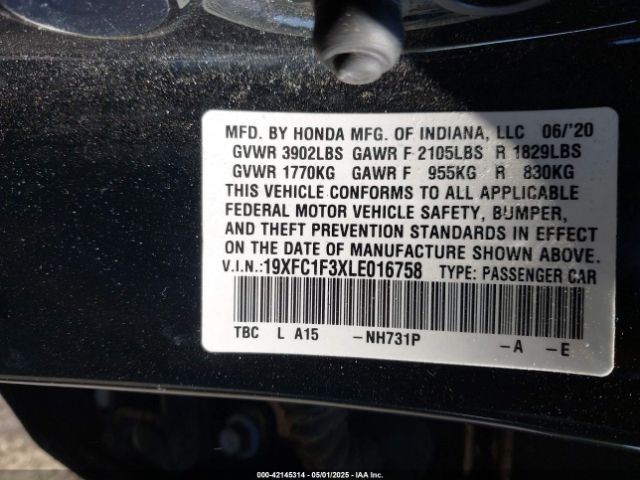 MFD. BY HONDA MFG. OF INDIANA, LLC 06/'20
GVWR 3902LBS GAWR F 2105LBS R 1829LBS
GVWR 1770KG GAWR F 955KG R 830KG
THIS VEHICLE CONFORMS TO ALL APPLICABLE
FEDERAL MOTOR VEHICLE SAFETY, BUMPER,
AND THEFT PREVENTION STANDARDS IN EFFECT
ON THE DATE OF MANUFACTURE SHOWN ABOVE.
V.I.N.:19XFC1F3XLE016758 TYPE: PASSENGER CAR
TBC L A15 -NH731P -A -E
000-42145314 - 05/01/2025 - IAA Inc.